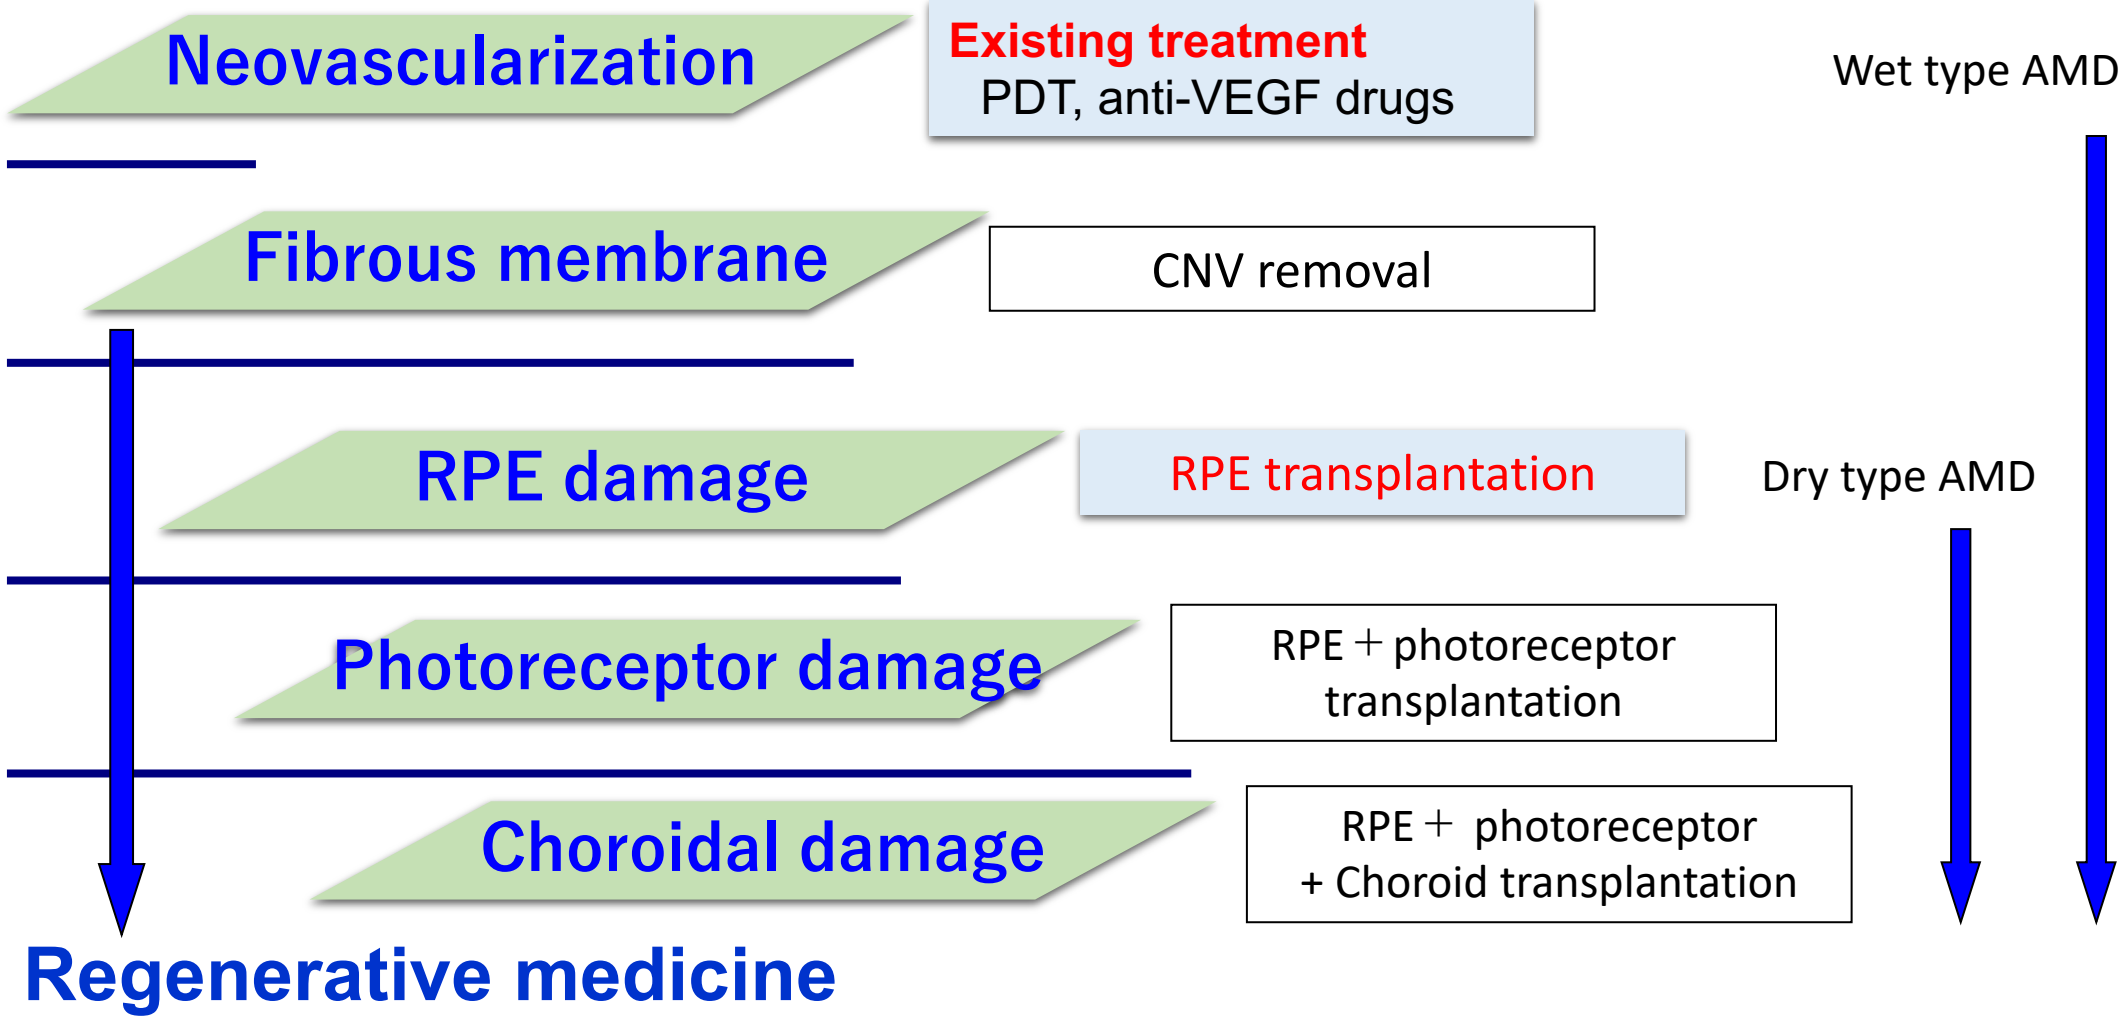 Neovascularization
Existing treatment
PDT, anti-VEGF drugs
Wet type AMD
Fibrous membrane
CNV removal
RPE damage
RPE transplantation
Dry type AMD
Photoreceptor damage
RPE＋photoreceptor
transplantation
Choroidal damage
RPE＋ photoreceptor
+ Choroid transplantation
Regenerative medicine